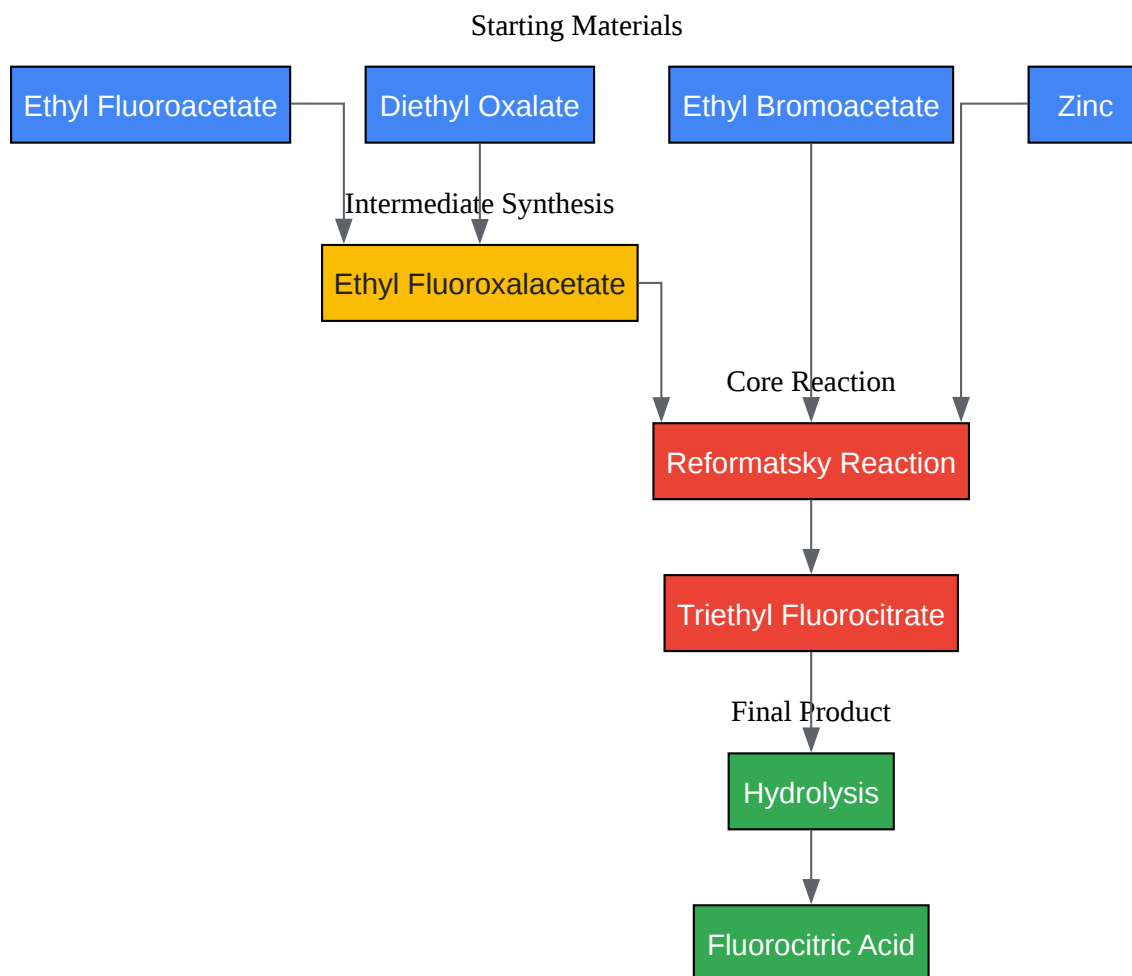 Starting Materials
Ethyl Fluoroacetate
Diethyl Oxalate
Ethyl Bromoacetate
Zinc
Intermediate Synthesis
Ethyl Fluoroxalacetate
Core Reaction
Reformatsky Reaction
Triethyl Fluorocitrate
Final Product
Hydrolysis
Fluorocitric Acid